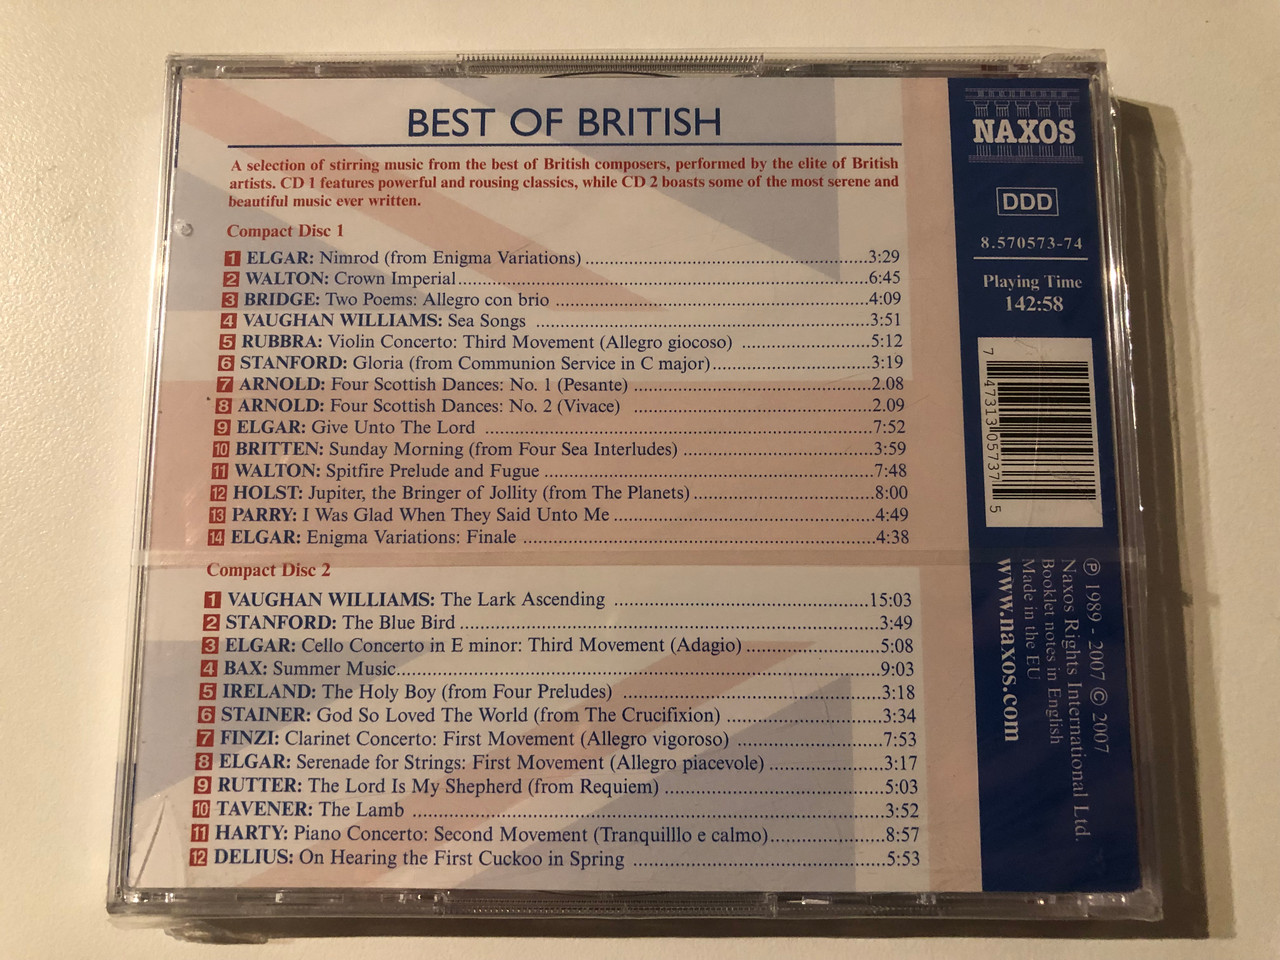 BEST OF BRITISH
A selection of stirring music from the best of British composers, performed by the elite of British
artists. CD 1 features powerful and rousing classics, while CD 2 boasts some of the most serene and
beautiful music ever written.
Compact Disc 1
1 ELGAR: Nimrod (from Enigma Variations) 3:29
2 WALTON: Crown Imperial 6:45
3 BRIDGE: Two Poems: Allegro con brio 4:09
4 VAUGHAN WILLIAMS: Sea Songs 3:51
5 RUBBRA: Violin Concerto: Third Movement (Allegro giocoso) 5:12
6 STANFORD: Gloria (from Communion Service in C major) 3:19
7 ARNOLD: Four Scottish Dances: No. 1 (Pesante) 2.08
8 ARNOLD: Four Scottish Dances: No. 2 (Vivace) 2.09
9 ELGAR: Give Unto The Lord 7:52
10 BRITTEN: Sunday Morning (from Four Sea Interludes) 3:59
11 WALTON: Spitfire Prelude and Fugue 7:48
12 HOLST: Jupiter, the Bringer of Jollity (from The Planets) 8:00
13 PARRY: I Was Glad When They Said Unto Me 4:49
14 ELGAR: Enigma Variations: Finale 4:38
Compact Disc 2
1 VAUGHAN WILLIAMS: The Lark Ascending 15:03
2 STANFORD: The Blue Bird 3:49
3 ELGAR: Cello Concerto in E minor: Third Movement (Adagio) 5:08
4 BAX: Summer Music 9:03
5 IRELAND: The Holy Boy (from Four Preludes) 3:18
6 STAINER: God So Loved The World (from The Crucifixion) 3:34
7 FINZI: Clarinet Concerto: First Movement (Allegro vigoroso) 7:53
8 ELGAR: Serenade for Strings: First Movement (Allegro piacevole) 3:17
9 RUTTER: The Lord Is My Shepherd (from Requiem) 5:03
10 TAVENER: The Lamb 3:52
11 HARTY: Piano Concerto: Second Movement (Tranquilllo e calmo) 8:57
12 DELIUS: On Hearing the First Cuckoo in Spring 5:53
NAXOS
DDD
8.570573-74
Playing Time
142:58
7 47313 05737 5
℗ 1989 - 2007 © 2007
Naxos Rights International Ltd.
Booklet notes in English
Made in the EU
www.naxos.com